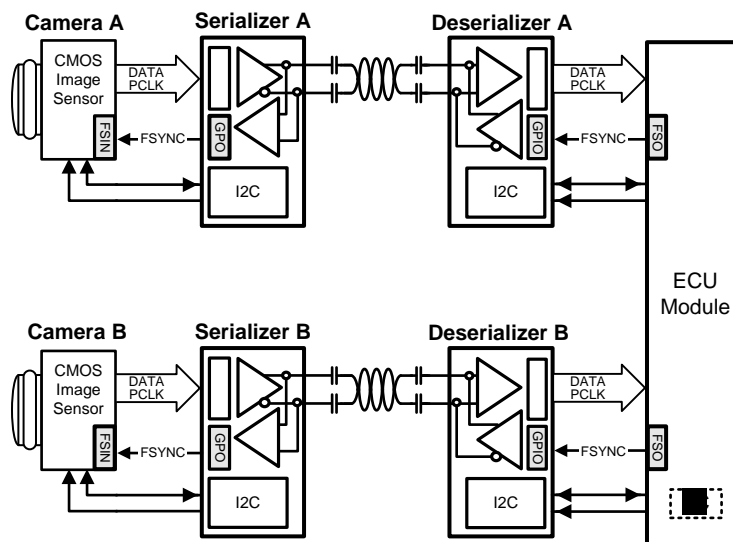 Camera A
Serializer A
Deserializer A
CMOS
Image
Sensor
DATA
PCLK
DATA
PCLK
FSIN
FSYNC
GPO
GPIO
FSYNC
FSO
I2C
I2C
ECU
Module
Camera B
Serializer B
Deserializer B
CMOS
Image
Sensor
DATA
PCLK
DATA
PCLK
FSIN
FSYNC
GPO
GPIO
FSYNC
FSO
I2C
I2C